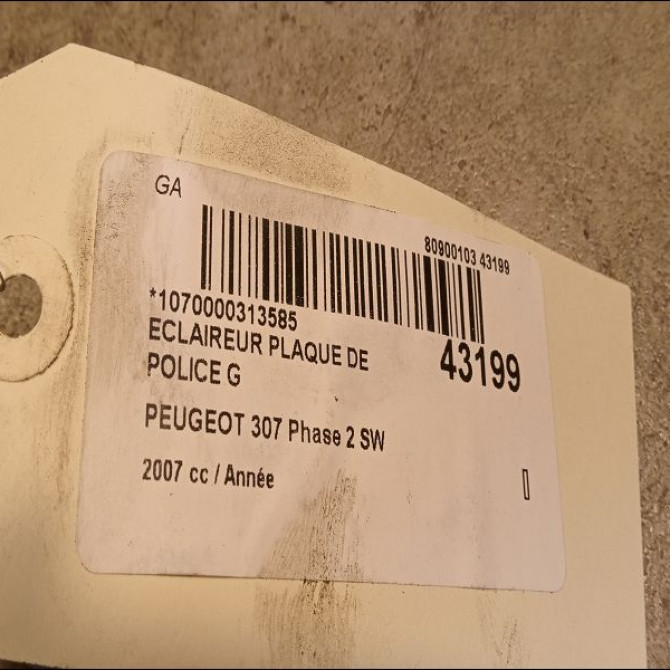 GA
80900103 43199
*1070000313585
43199
ECLAIREUR PLAQUE DE
POLICE G
PEUGEOT 307 Phase 2 SW
2007 cc / Année